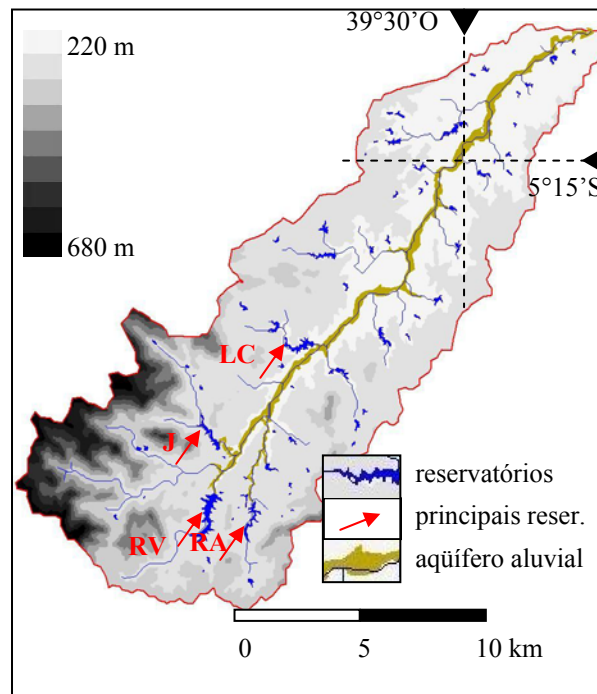 220 m
39°30'O
5°15'S
680 m
LC
J
RV
RA
reservatórios
principais reser.
aqüífero aluvial
0 5 10 km